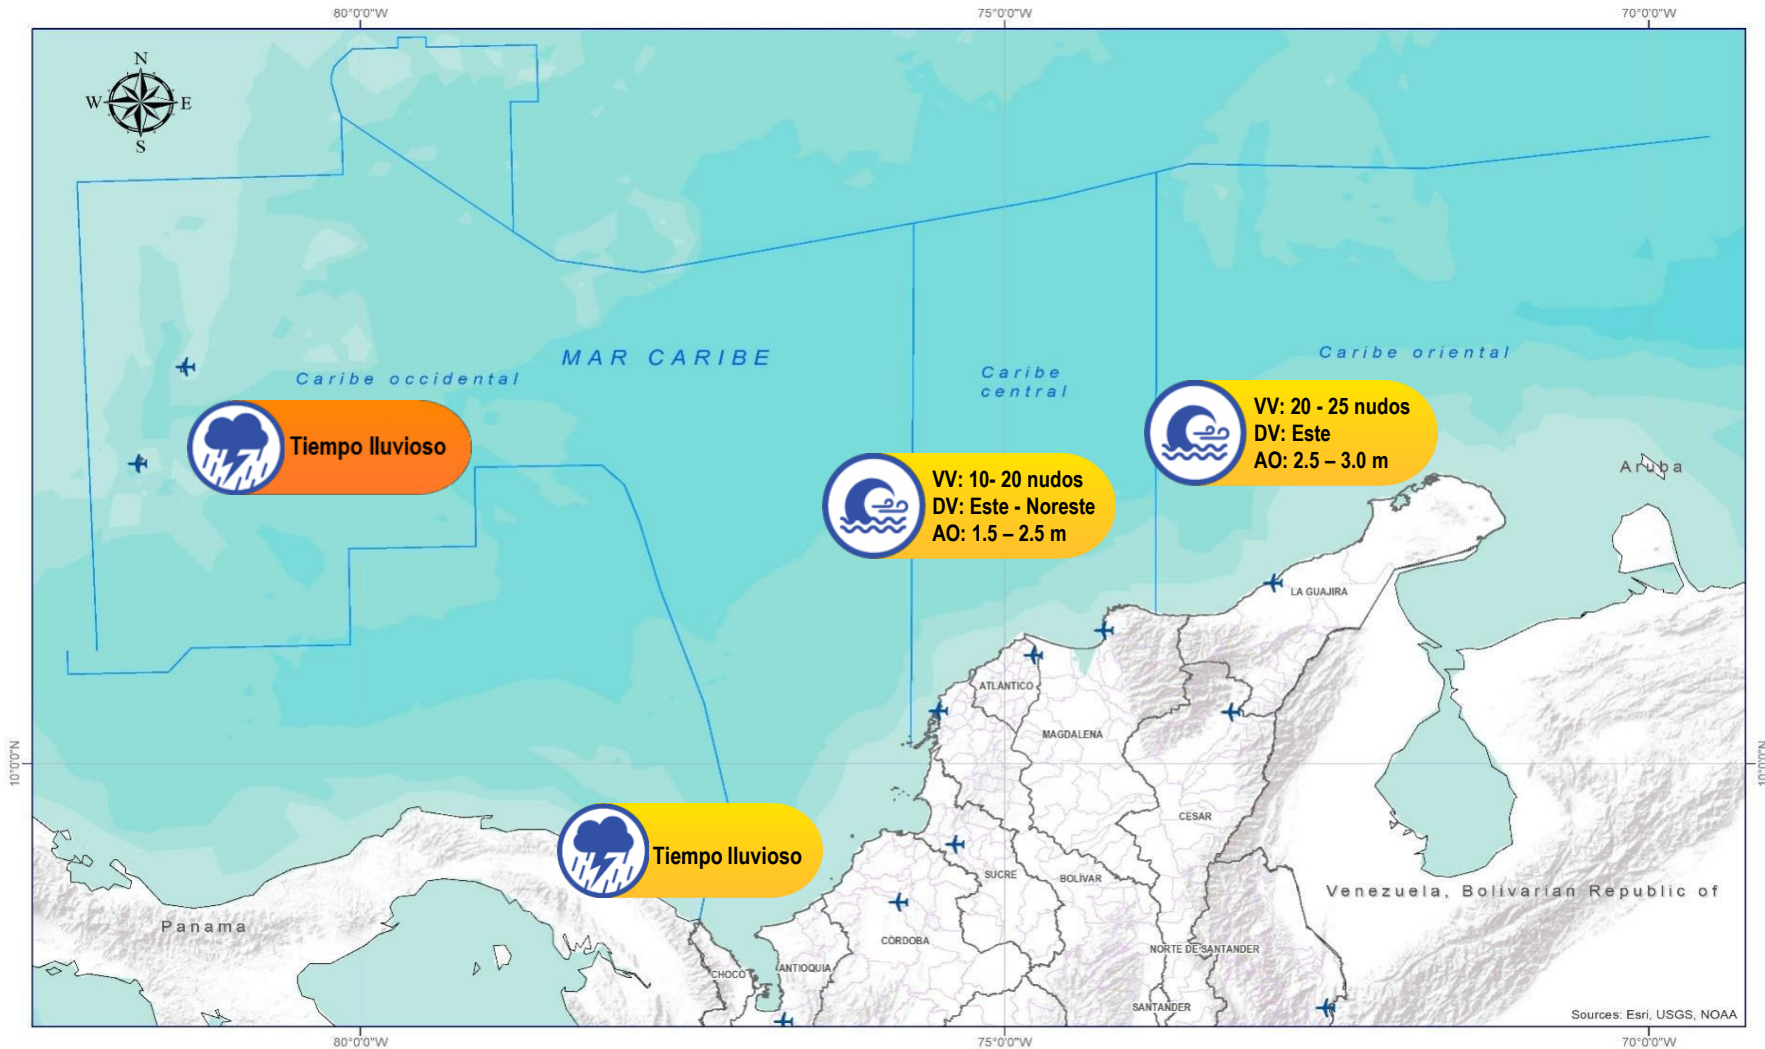 80°0'0"W
75°0'0"W
70°0'0"W
N
W
E
S
MAR CARIBE
Caribe occidental
Caribe
central
Caribe oriental
Tiempo lluvioso
VV: 10- 20 nudos
DV: Este - Noreste
AO: 1.5 – 2.5 m
VV: 20 - 25 nudos
DV: Este
AO: 2.5 – 3.0 m
Aruba
LA GUAJIRA
ATLANTICO
MAGDALENA
10°0'0"N
10°0'0"N
CESAR
Tiempo lluvioso
SUCRE
BOLÍVAR
Venezuela, Bolivarian Republic of
Panama
CÓRDOBA
NORTE DE SANTANDER
CHOCO
ANTIOQUIA
SANTANDER
Sources: Esri, USGS, NOAA
80°0'0"W
75°0'0"W
70°0'0"W